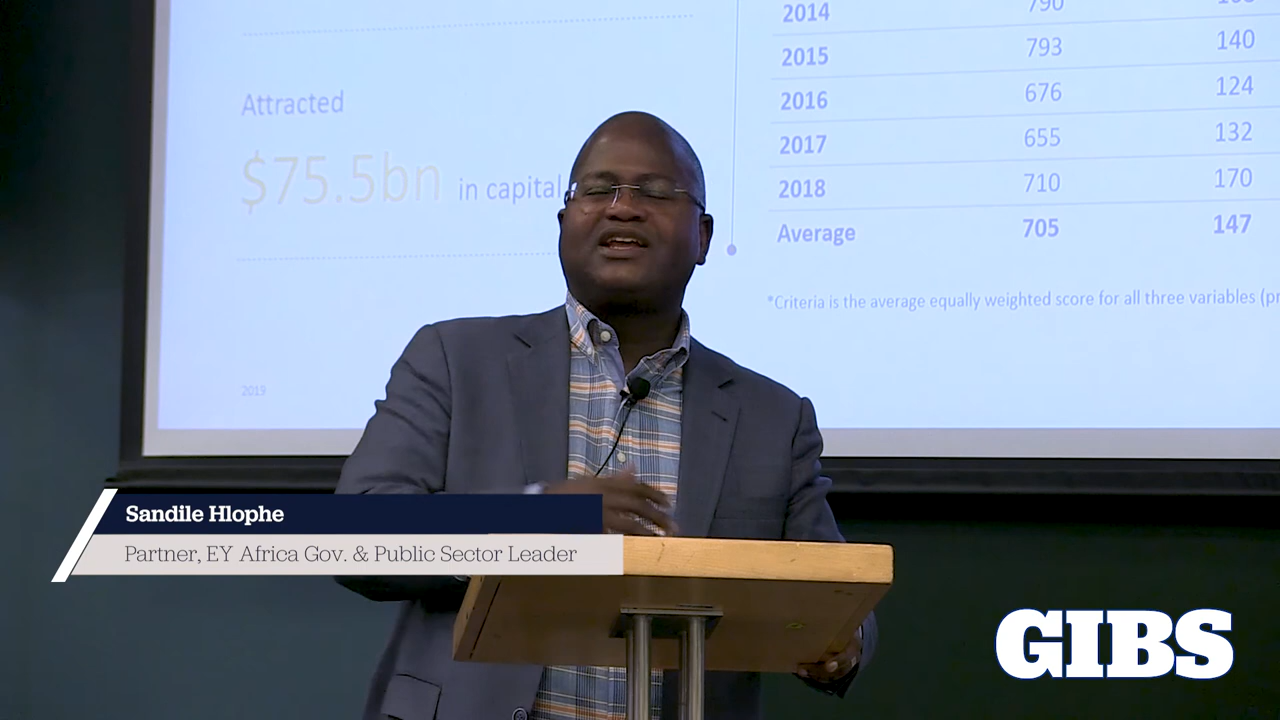 2014 790
2015 793 140
Attracted
2016 676 124
2017 655 132
$75.5bn in capital
2018 710 170
Average 705 147
*Criteria is the average equally weighted score for all three variables
2019
Sandile Hlophe
Partner, EY Africa Gov. & Public Sector Leader
GIBS